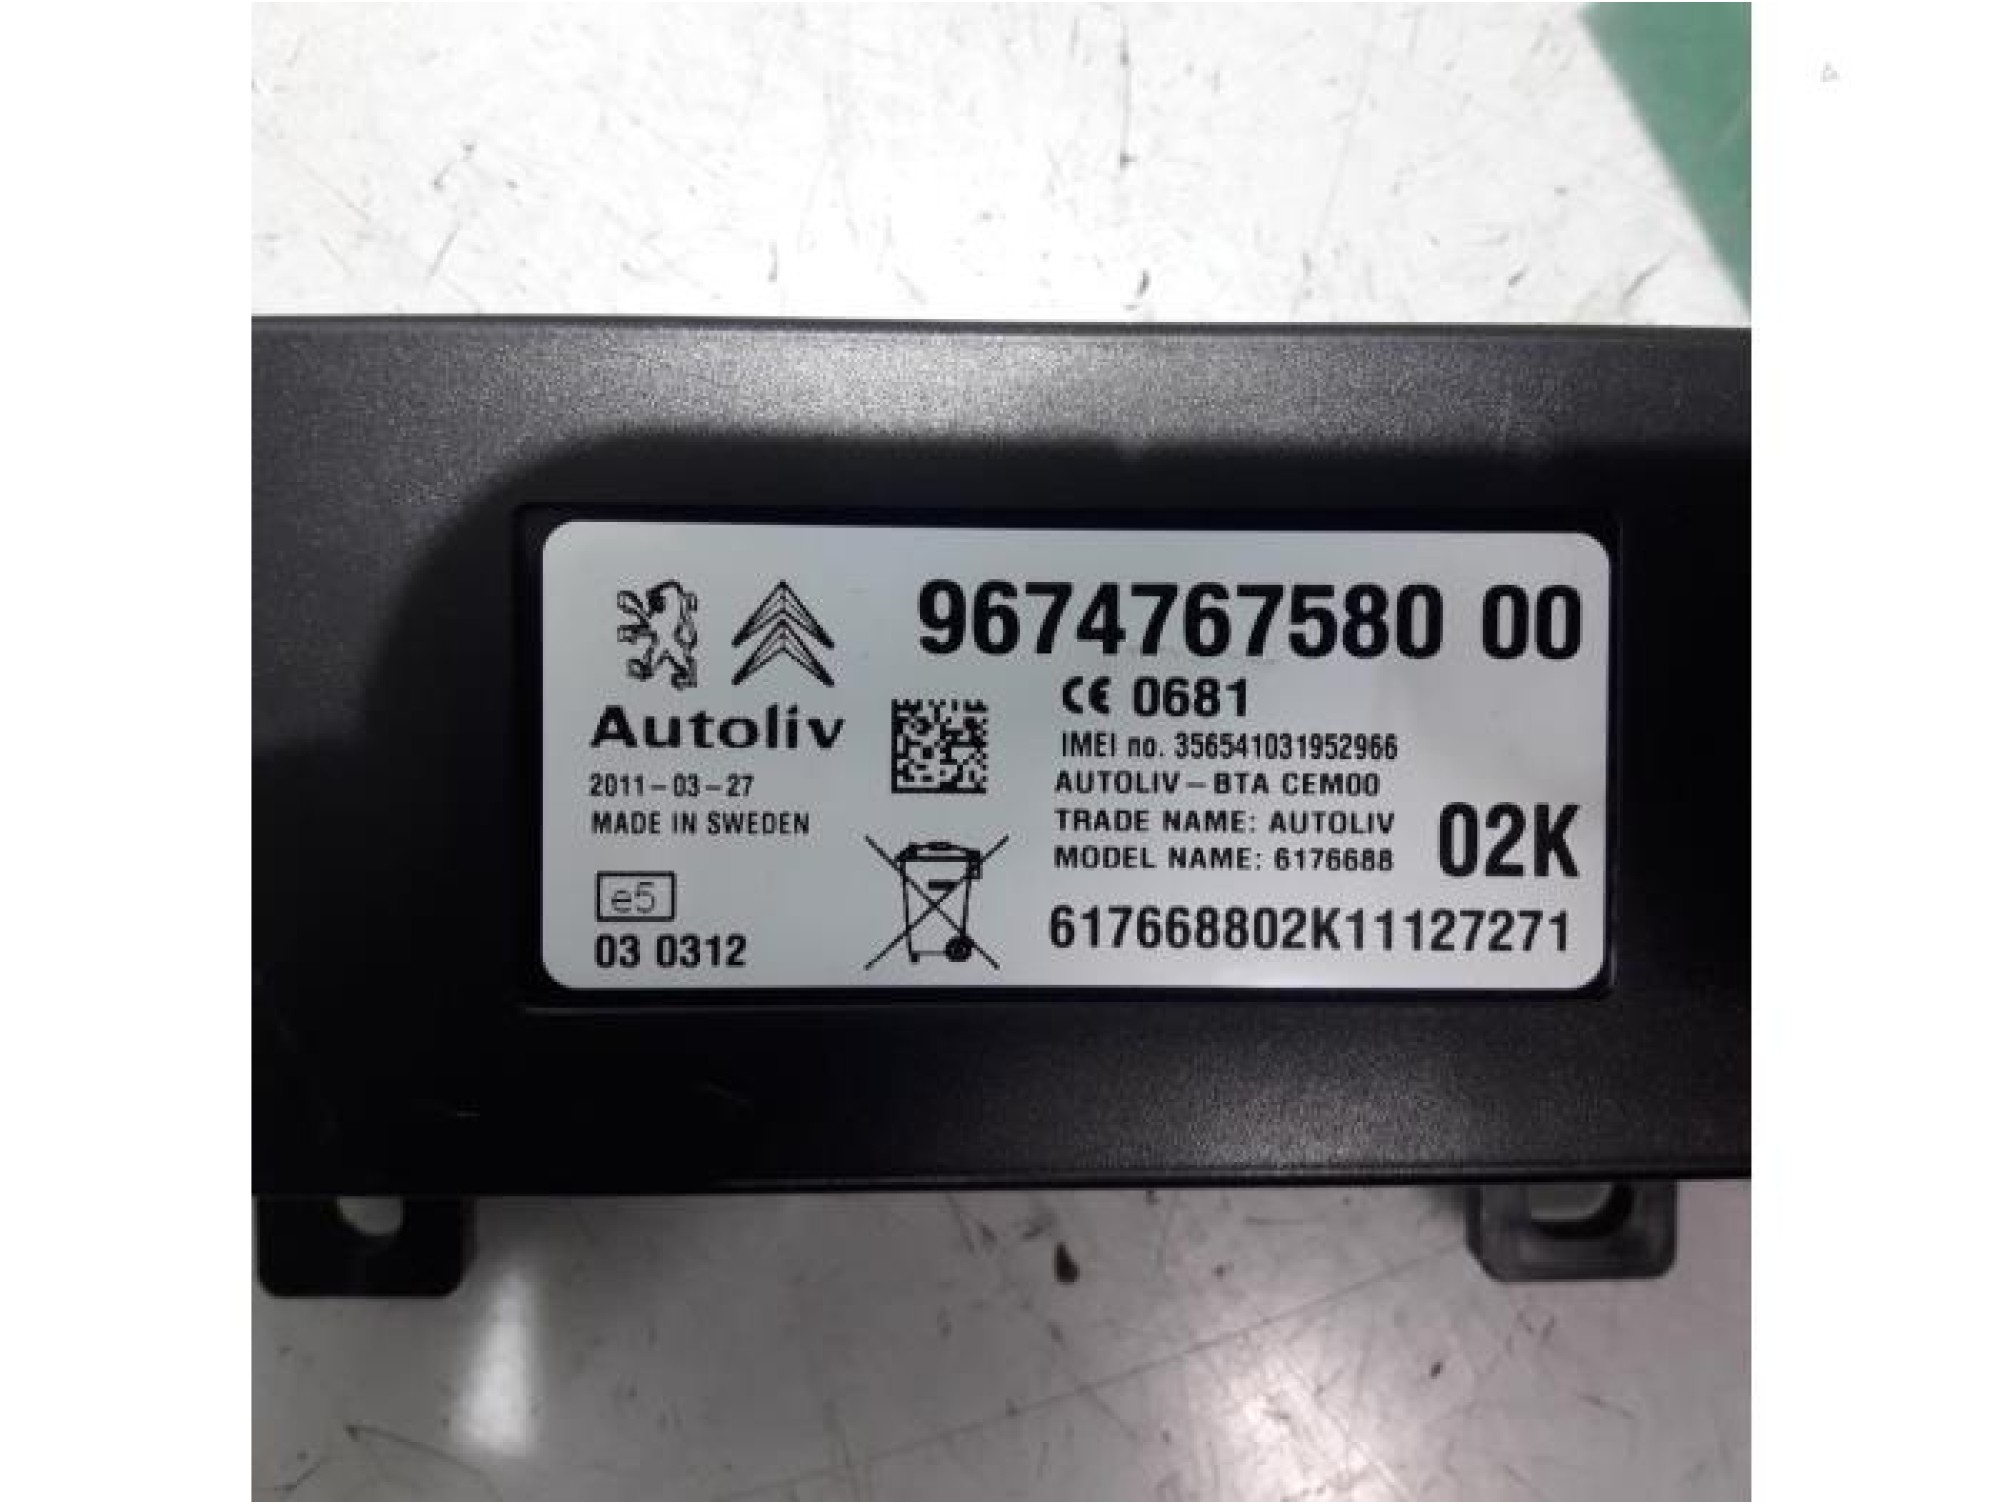 9674767580 00
CE 0681
Autoliv
IMEI no. 356541031952966
2011-03-27
AUTOLIV-BTA CEM00
MADE IN SWEDEN
TRADE NAME: AUTOLIV
MODEL NAME: 6176688
02K
e5
03 0312
617668802K11127271